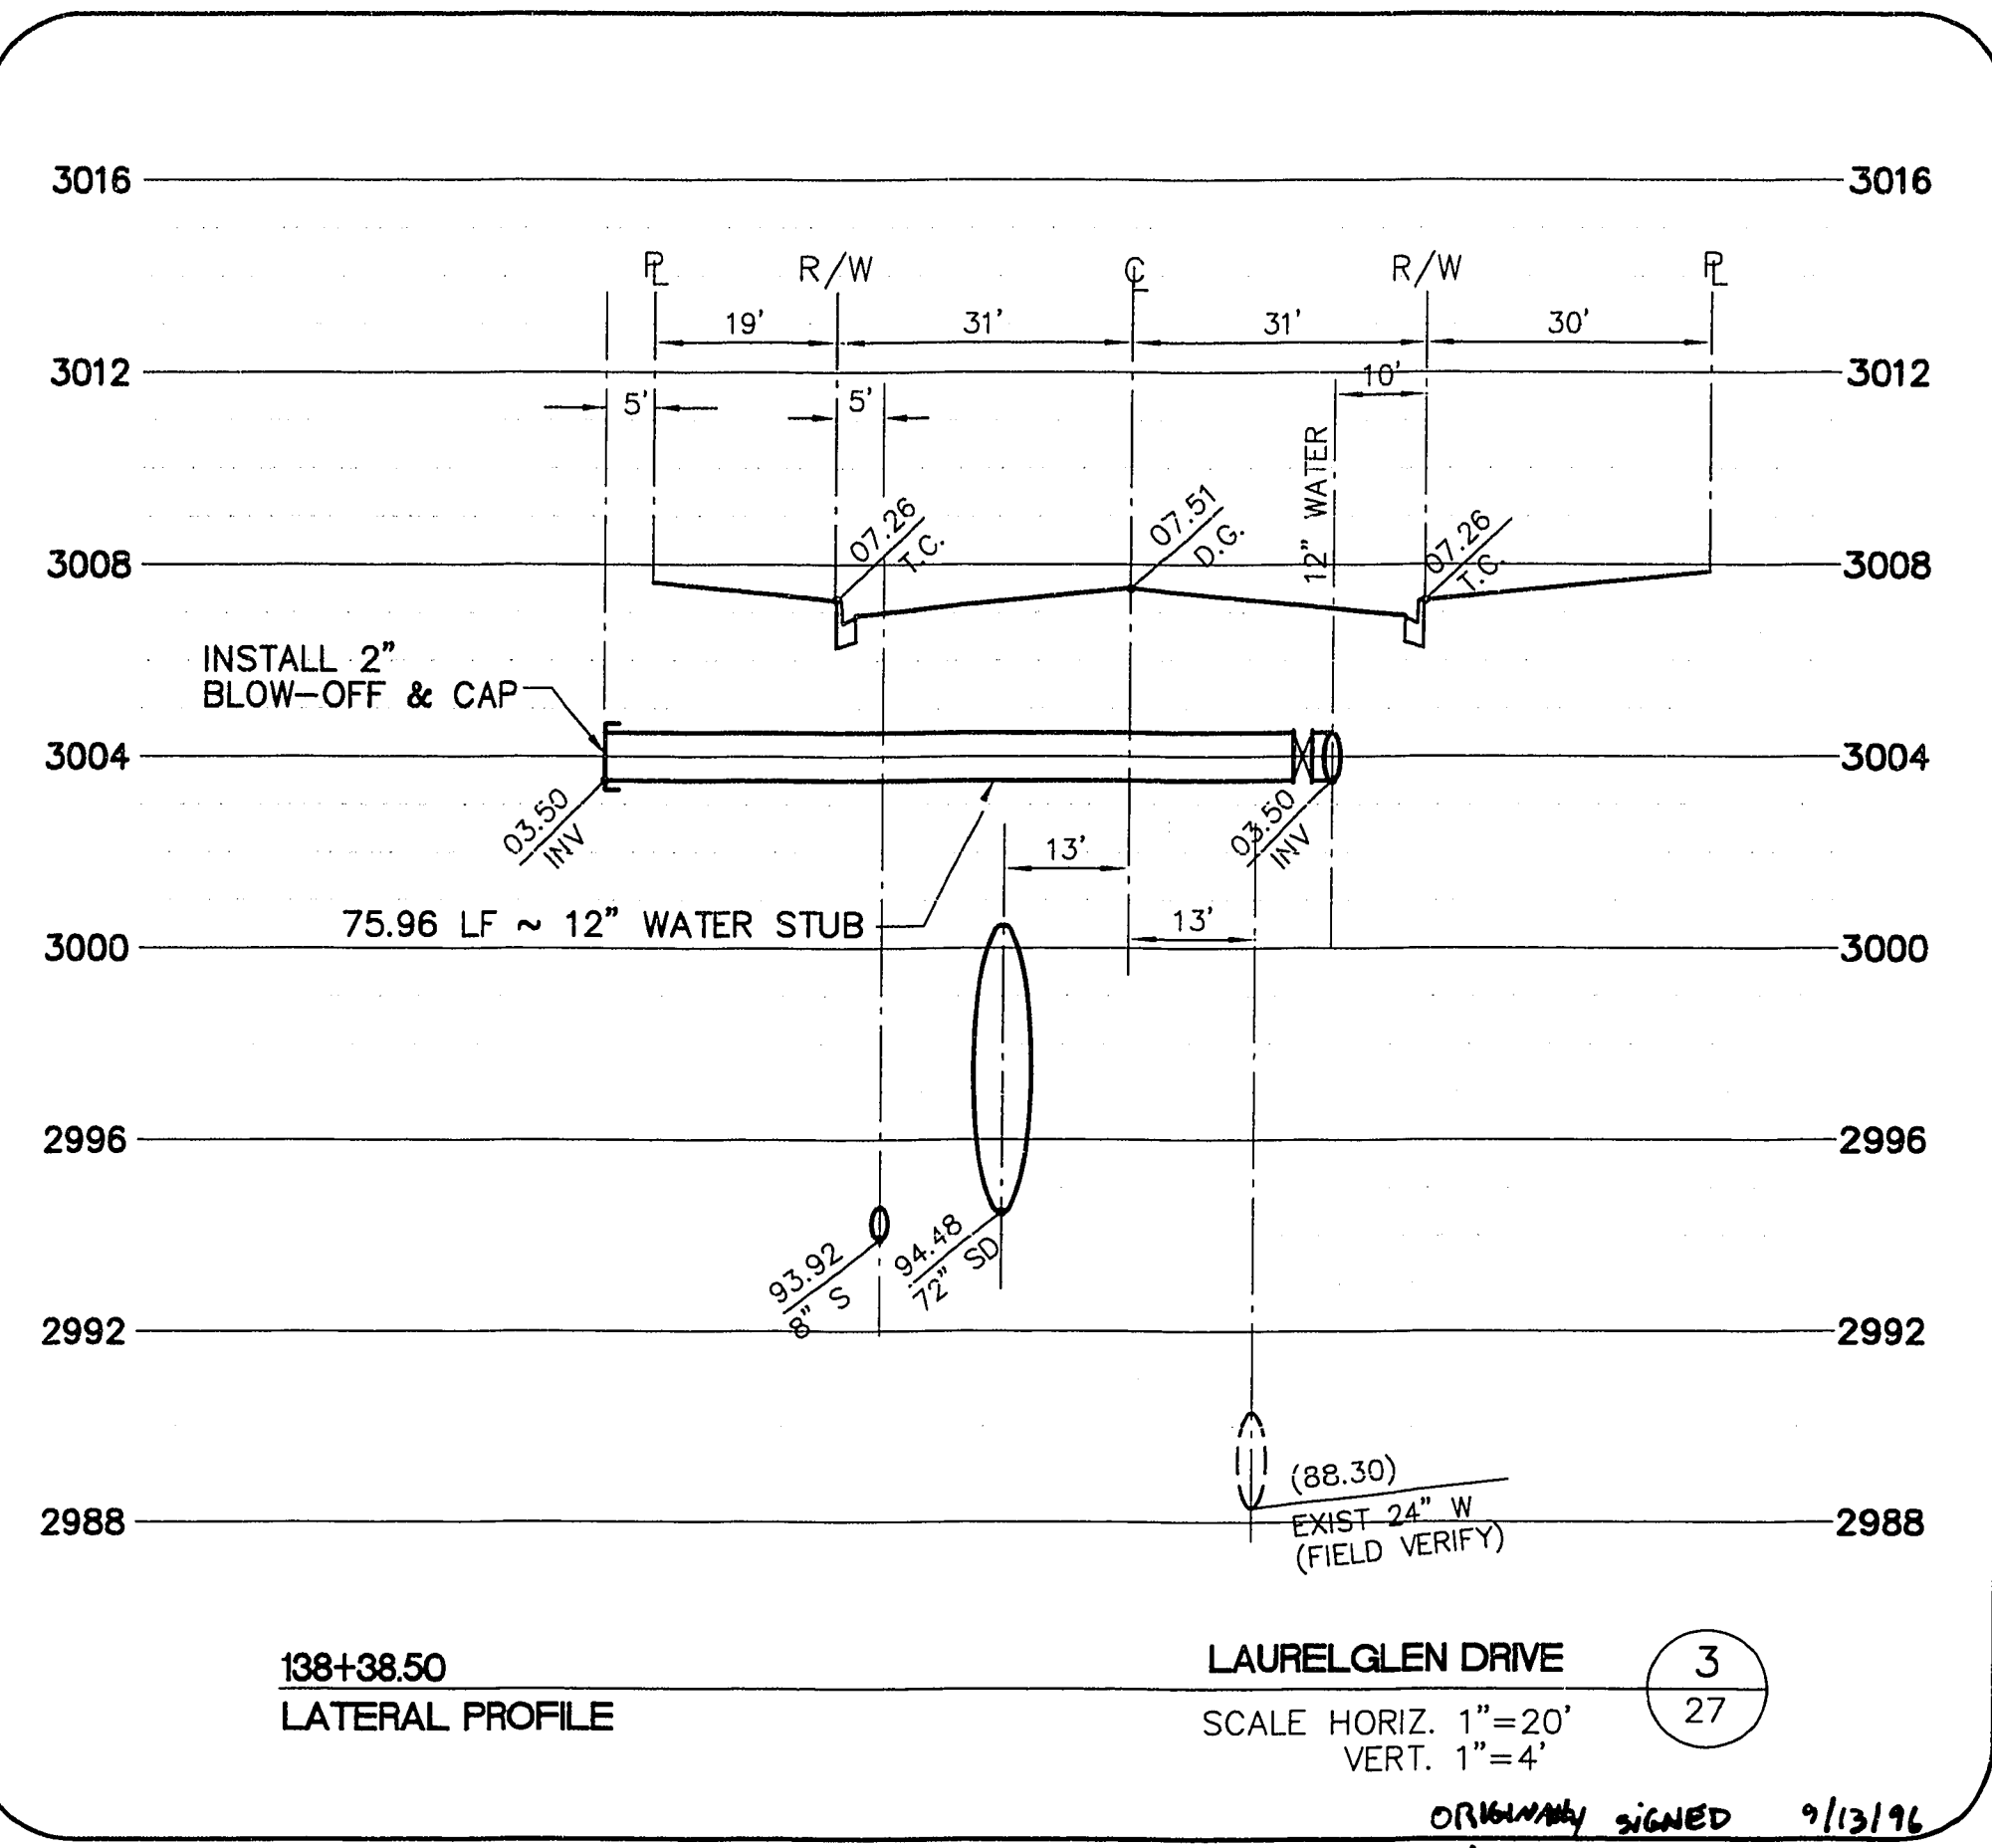 3016 3016
PL R/W CL R/W PL
19' 31' 31' 30'
3012 3012
5' 5' 10'
12" WATER
07.26
T.C.
07.51
D.G.
07.26
T.C.
3008 3008
INSTALL 2"
BLOW-OFF & CAP
3004 3004
03.50
INV
03.50
INV
13'
75.96 LF ~ 12" WATER STUB
13'
3000 3000
2996 2996
93.92
8" S
94.48
72" SD
2992 2992
(88.30)
EXIST 24" W
(FIELD VERIFY)
2988 2988
138+38.50
LATERAL PROFILE
LAURELGLEN DRIVE
3
27
SCALE HORIZ. 1"=20'
VERT. 1"=4'
ORIGINALLY SIGNED 9/13/96